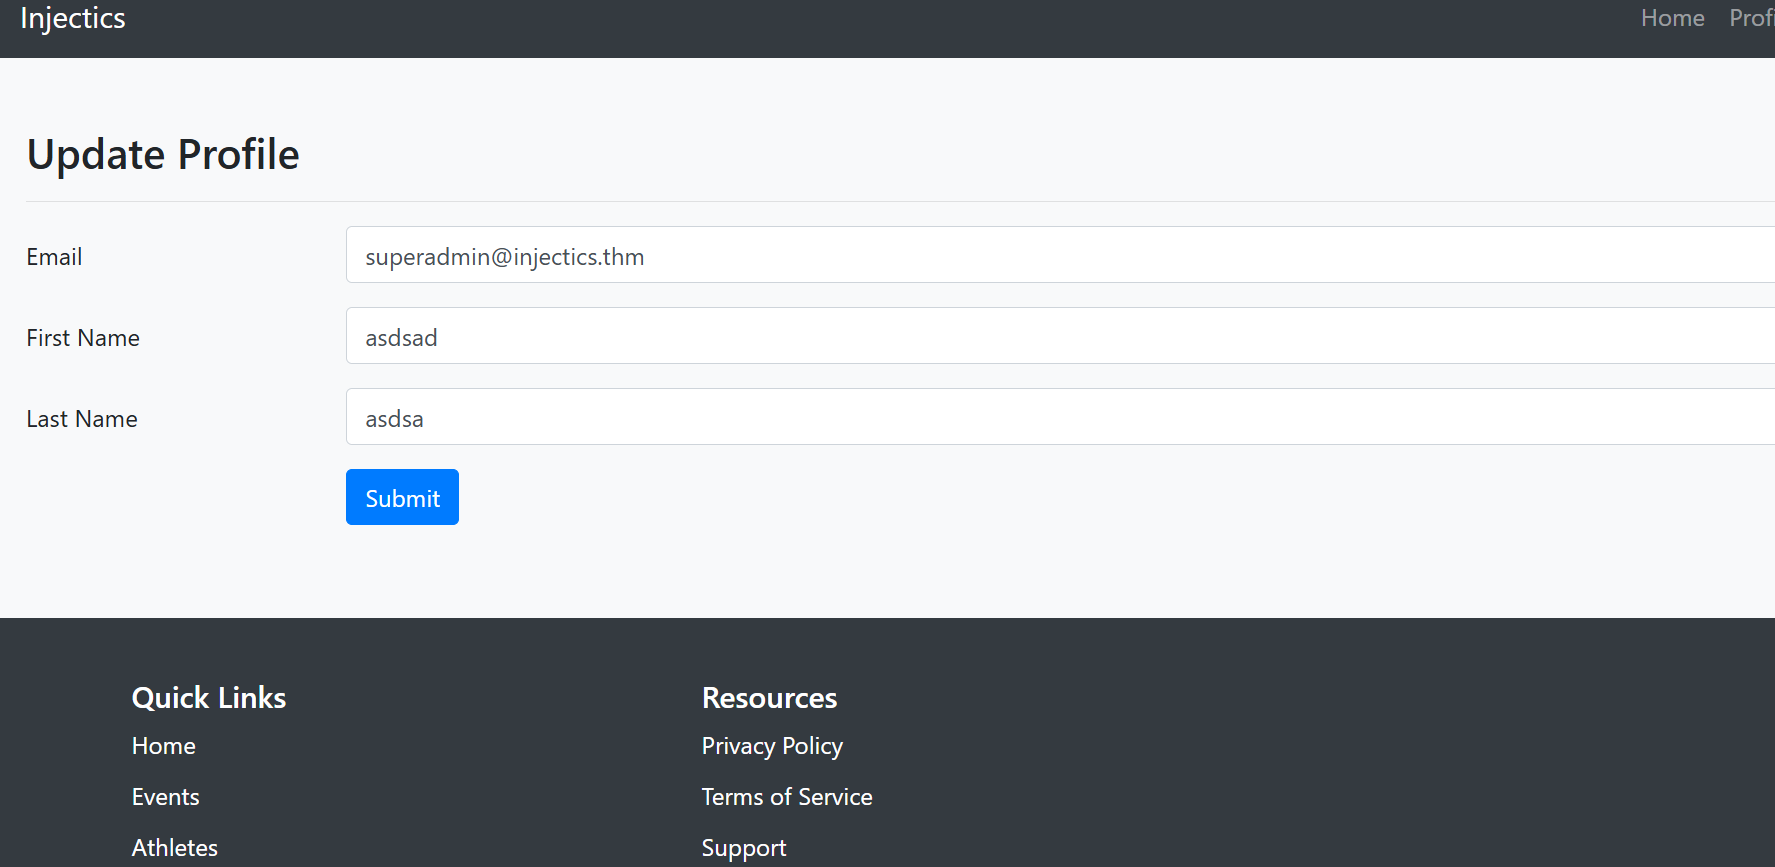 Injectics
Home
Update Profile
Email
superadmin@injectics.thm
First Name
asdsad
Last Name
asdsa
Submit
Quick Links
Resources
Home
Privacy Policy
Events
Terms of Service
Athletes
Support